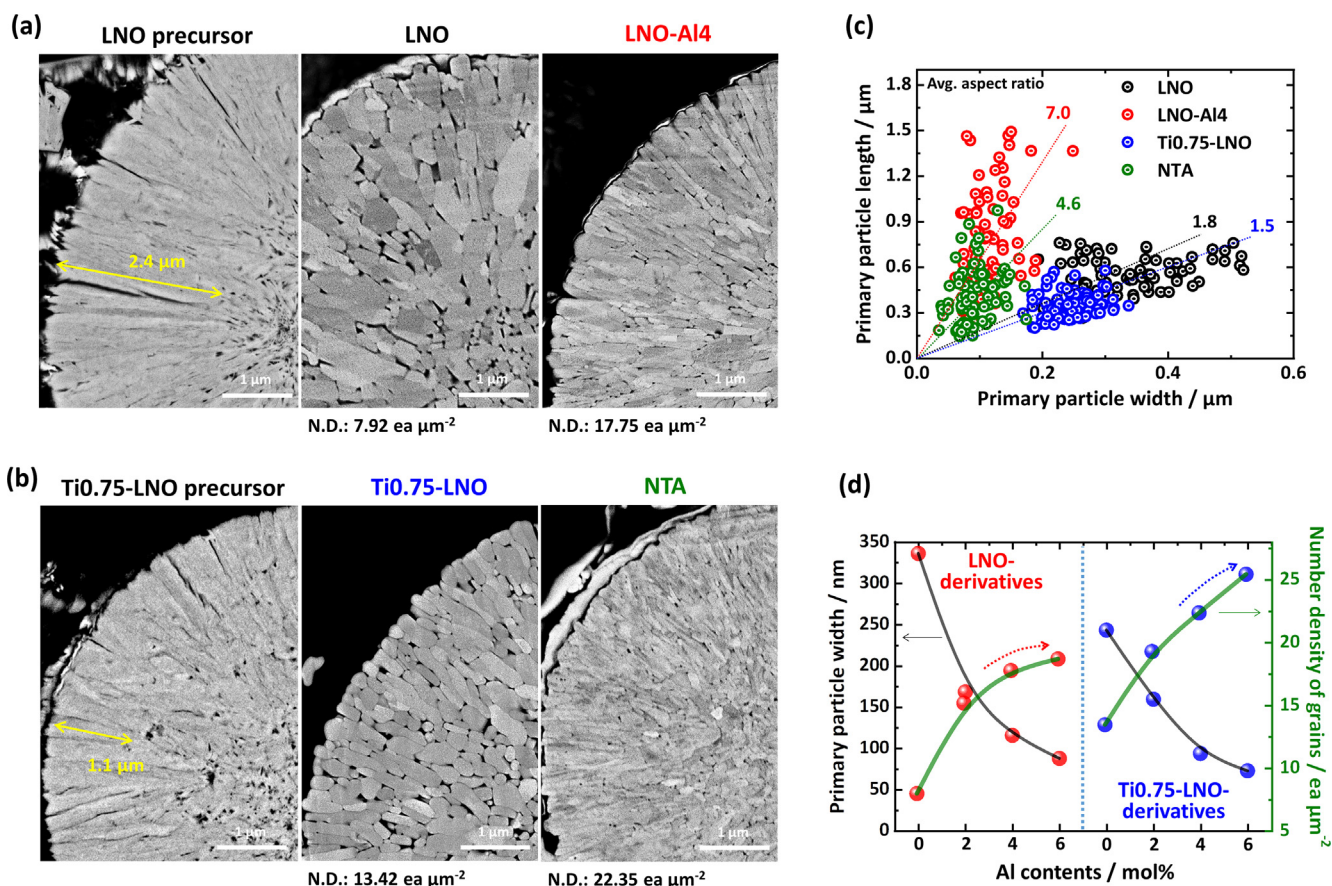 (a)
LNO precursor
LNO
LNO-Al4
2.4 µm
1 µm
1 µm
1 µm
N.D.: 7.92 ea µm⁻²
N.D.: 17.75 ea µm⁻²
(b)
Ti0.75-LNO precursor
Ti0.75-LNO
NTA
1.1 µm
1 µm
1 µm
1 µm
N.D.: 13.42 ea µm⁻²
N.D.: 22.35 ea µm⁻²
(c)
Avg. aspect ratio
LNO
LNO-Al4
Ti0.75-LNO
NTA
7.0
4.6
1.8
1.5
1.8
1.5
1.2
0.9
0.6
0.3
0.0
0.0
0.2
0.4
0.6
Primary particle length / µm
Primary particle width / µm
(d)
350
300
250
200
150
100
50
0
Primary particle width / nm
LNO-
derivatives
Ti0.75-LNO-
derivatives
25
20
15
10
5
Number density of grains / ea µm⁻²
0 2 4 6 0 2 4 6
Al contents / mol%